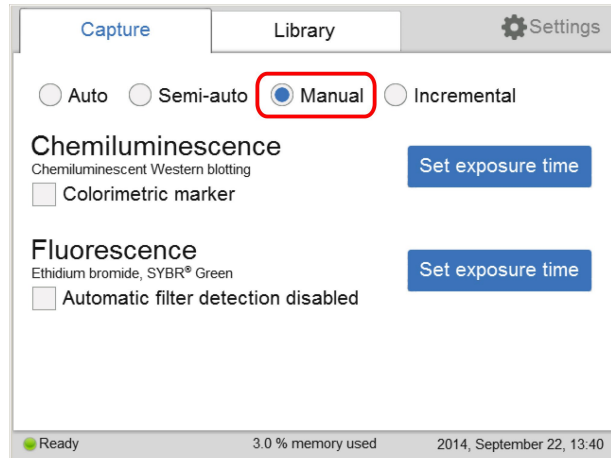 Capture
Library
Settings
Auto
Semi-auto
Manual
Incremental
Chemiluminescence
Chemiluminescent Western blotting
Set exposure time
Colorimetric marker
Fluorescence
Ethidium bromide, SYBR® Green
Set exposure time
Automatic filter detection disabled
Ready
3.0 % memory used
2014, September 22, 13:40